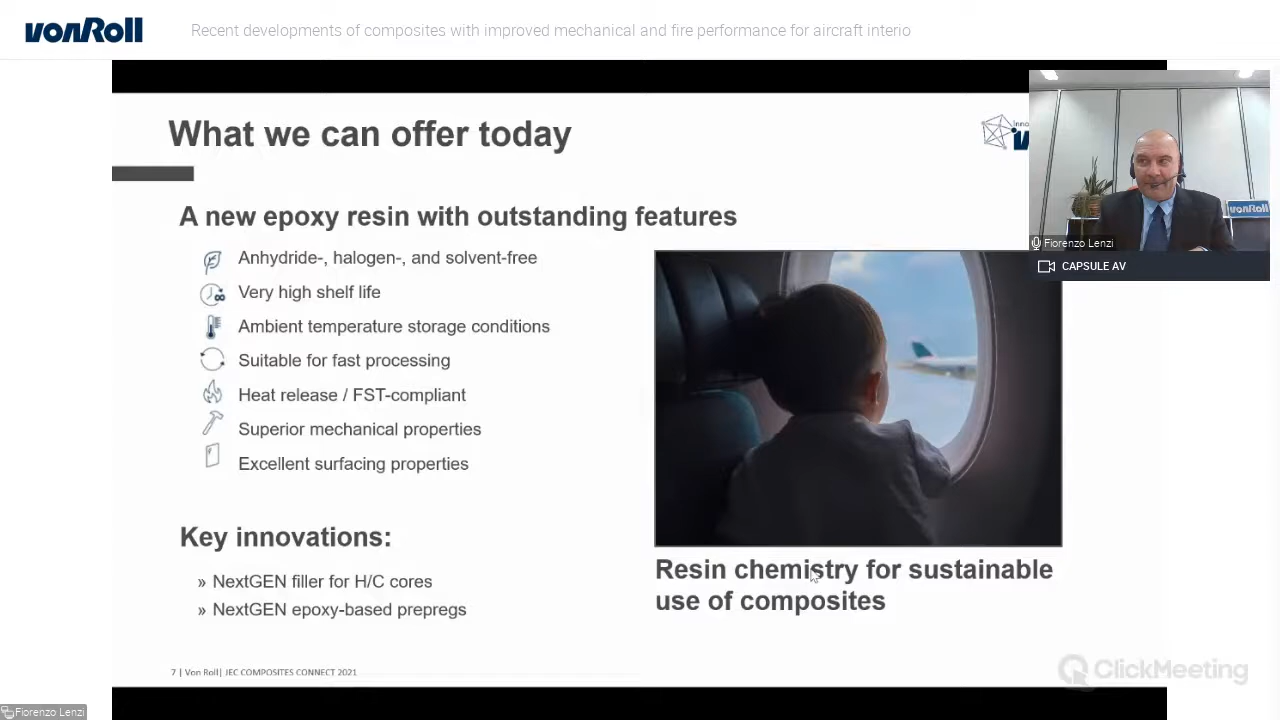 vonRoll
Recent developments of composites with improved mechanical and fire performance for aircraft interio
What we can offer today
Inno
A new epoxy resin with outstanding features
Anhydride-, halogen-, and solvent-free
Very high shelf life
Ambient temperature storage conditions
Suitable for fast processing
Heat release / FST-compliant
Superior mechanical properties
Excellent surfacing properties
Key innovations:
» NextGEN filler for H/C cores
» NextGEN epoxy-based prepregs
Resin chemistry for sustainable
use of composites
7 | Von Roll| JEC COMPOSITES CONNECT 2021
vonRoll
Fiorenzo Lenzi
CAPSULE AV
ClickMeeting
Fiorenzo Lenzi